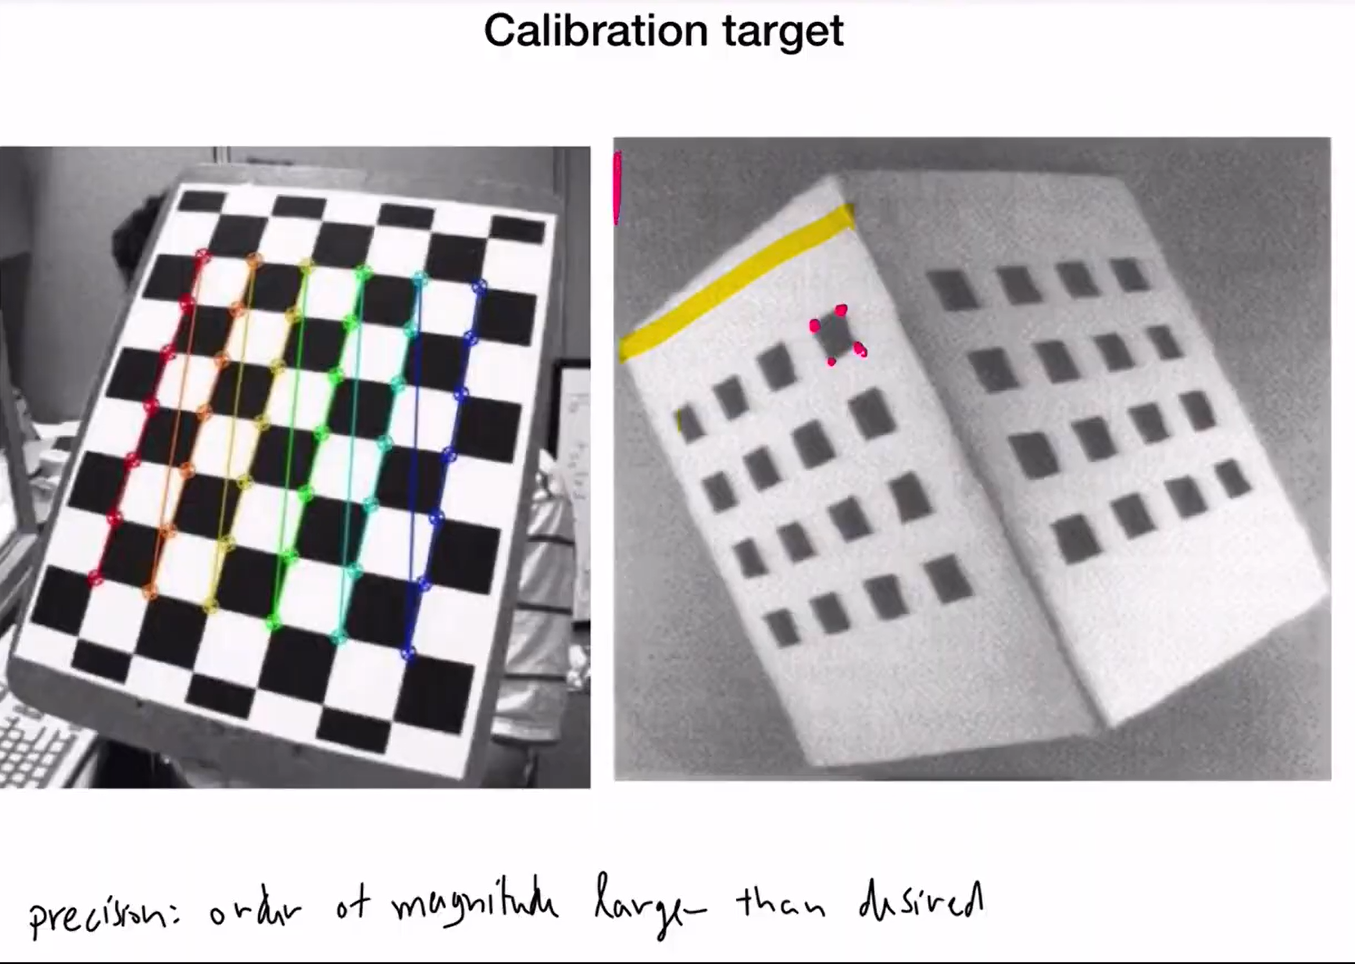 Calibration target
precision: order of magnitude larger than desired